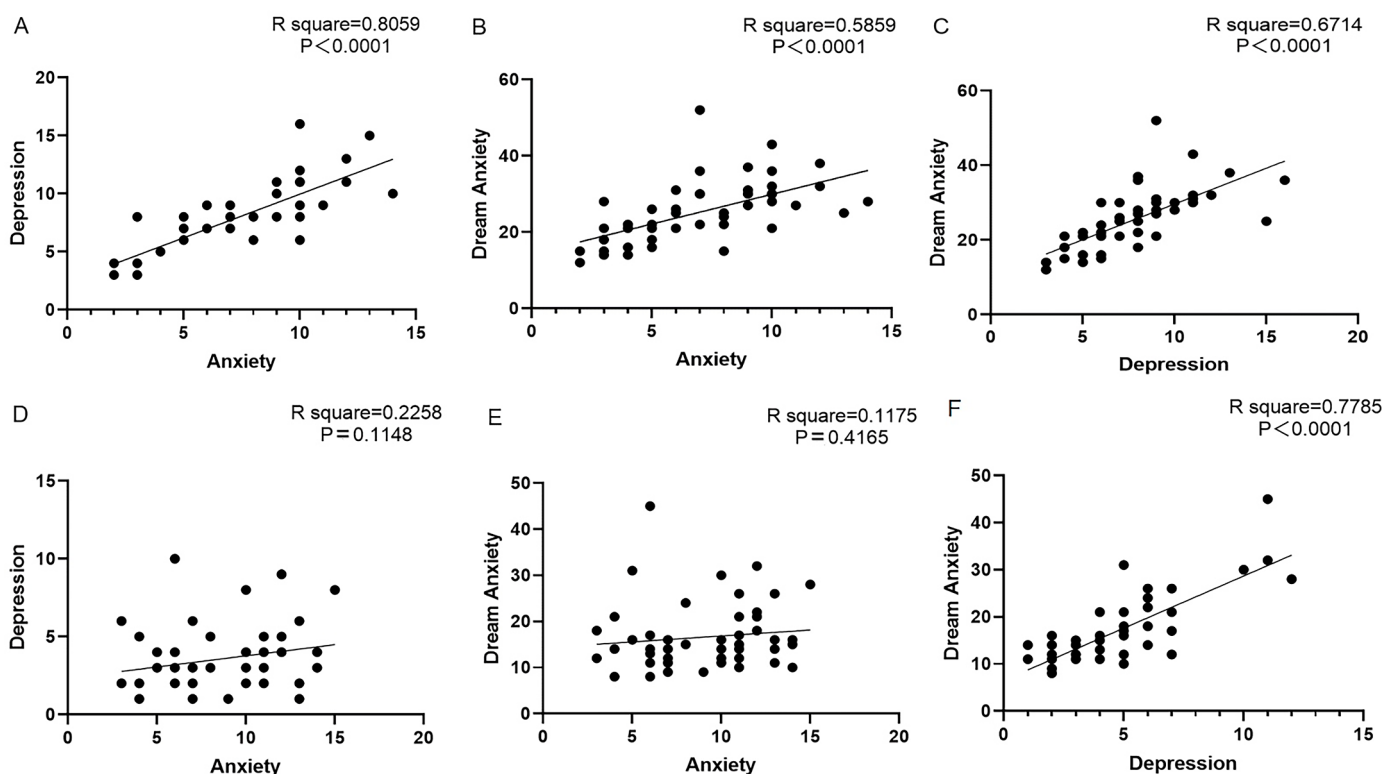 A
R square=0.8059
P＜0.0001
20
15
10
5
0
Depression
0
5
10
15
Anxiety
B
R square=0.5859
P＜0.0001
60
40
20
0
Dream Anxiety
0
5
10
15
Anxiety
C
R square=0.6714
P＜0.0001
60
40
20
0
Dream Anxiety
0
5
10
15
20
Depression
D
R square=0.2258
P=0.1148
15
10
5
0
Depression
0
5
10
15
20
Anxiety
E
R square=0.1175
P=0.4165
50
40
30
20
10
0
Dream Anxiety
0
5
10
15
20
Anxiety
F
R square=0.7785
P＜0.0001
50
40
30
20
10
0
Dream Anxiety
0
5
10
15
Depression